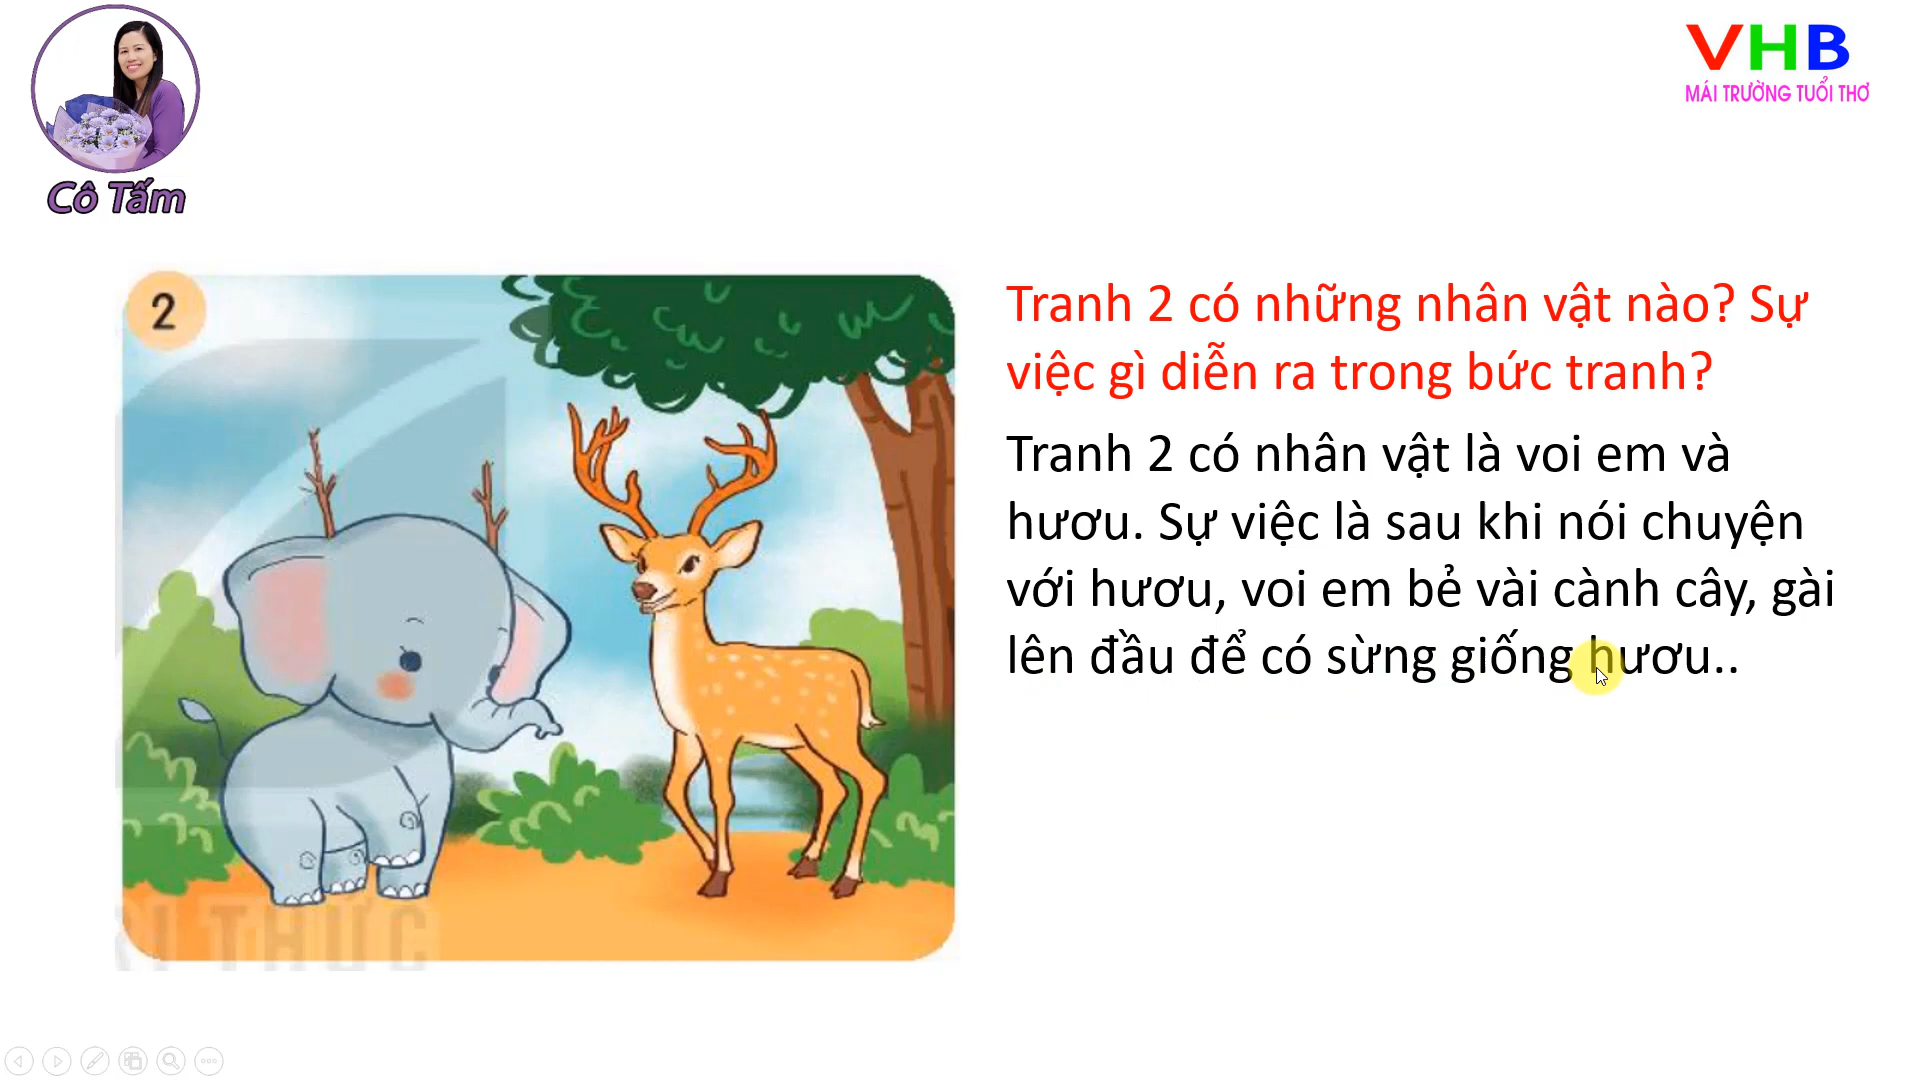 VHB
MÁI TRƯỜNG TUỔI THƠ
Cô Tấm
2
Tranh 2 có những nhân vật nào? Sự
việc gì diễn ra trong bức tranh?
Tranh 2 có nhân vật là voi em và
hươu. Sự việc là sau khi nói chuyện
với hươu, voi em bẻ vài cành cây, gài
lên đầu để có sừng giống hươu..
RI THỨC